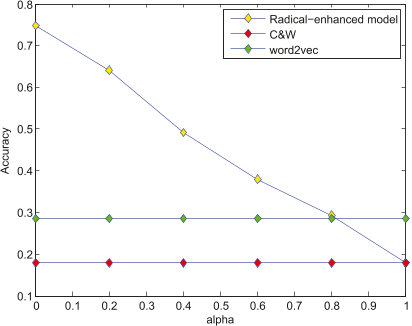 0.8
0.7
0.6
0.5
0.4
0.3
0.2
0.1
Accuracy
Radical−enhanced model
C&W
word2vec
0 0.1 0.2 0.3 0.4 0.5 0.6 0.7 0.8 0.9 1
alpha